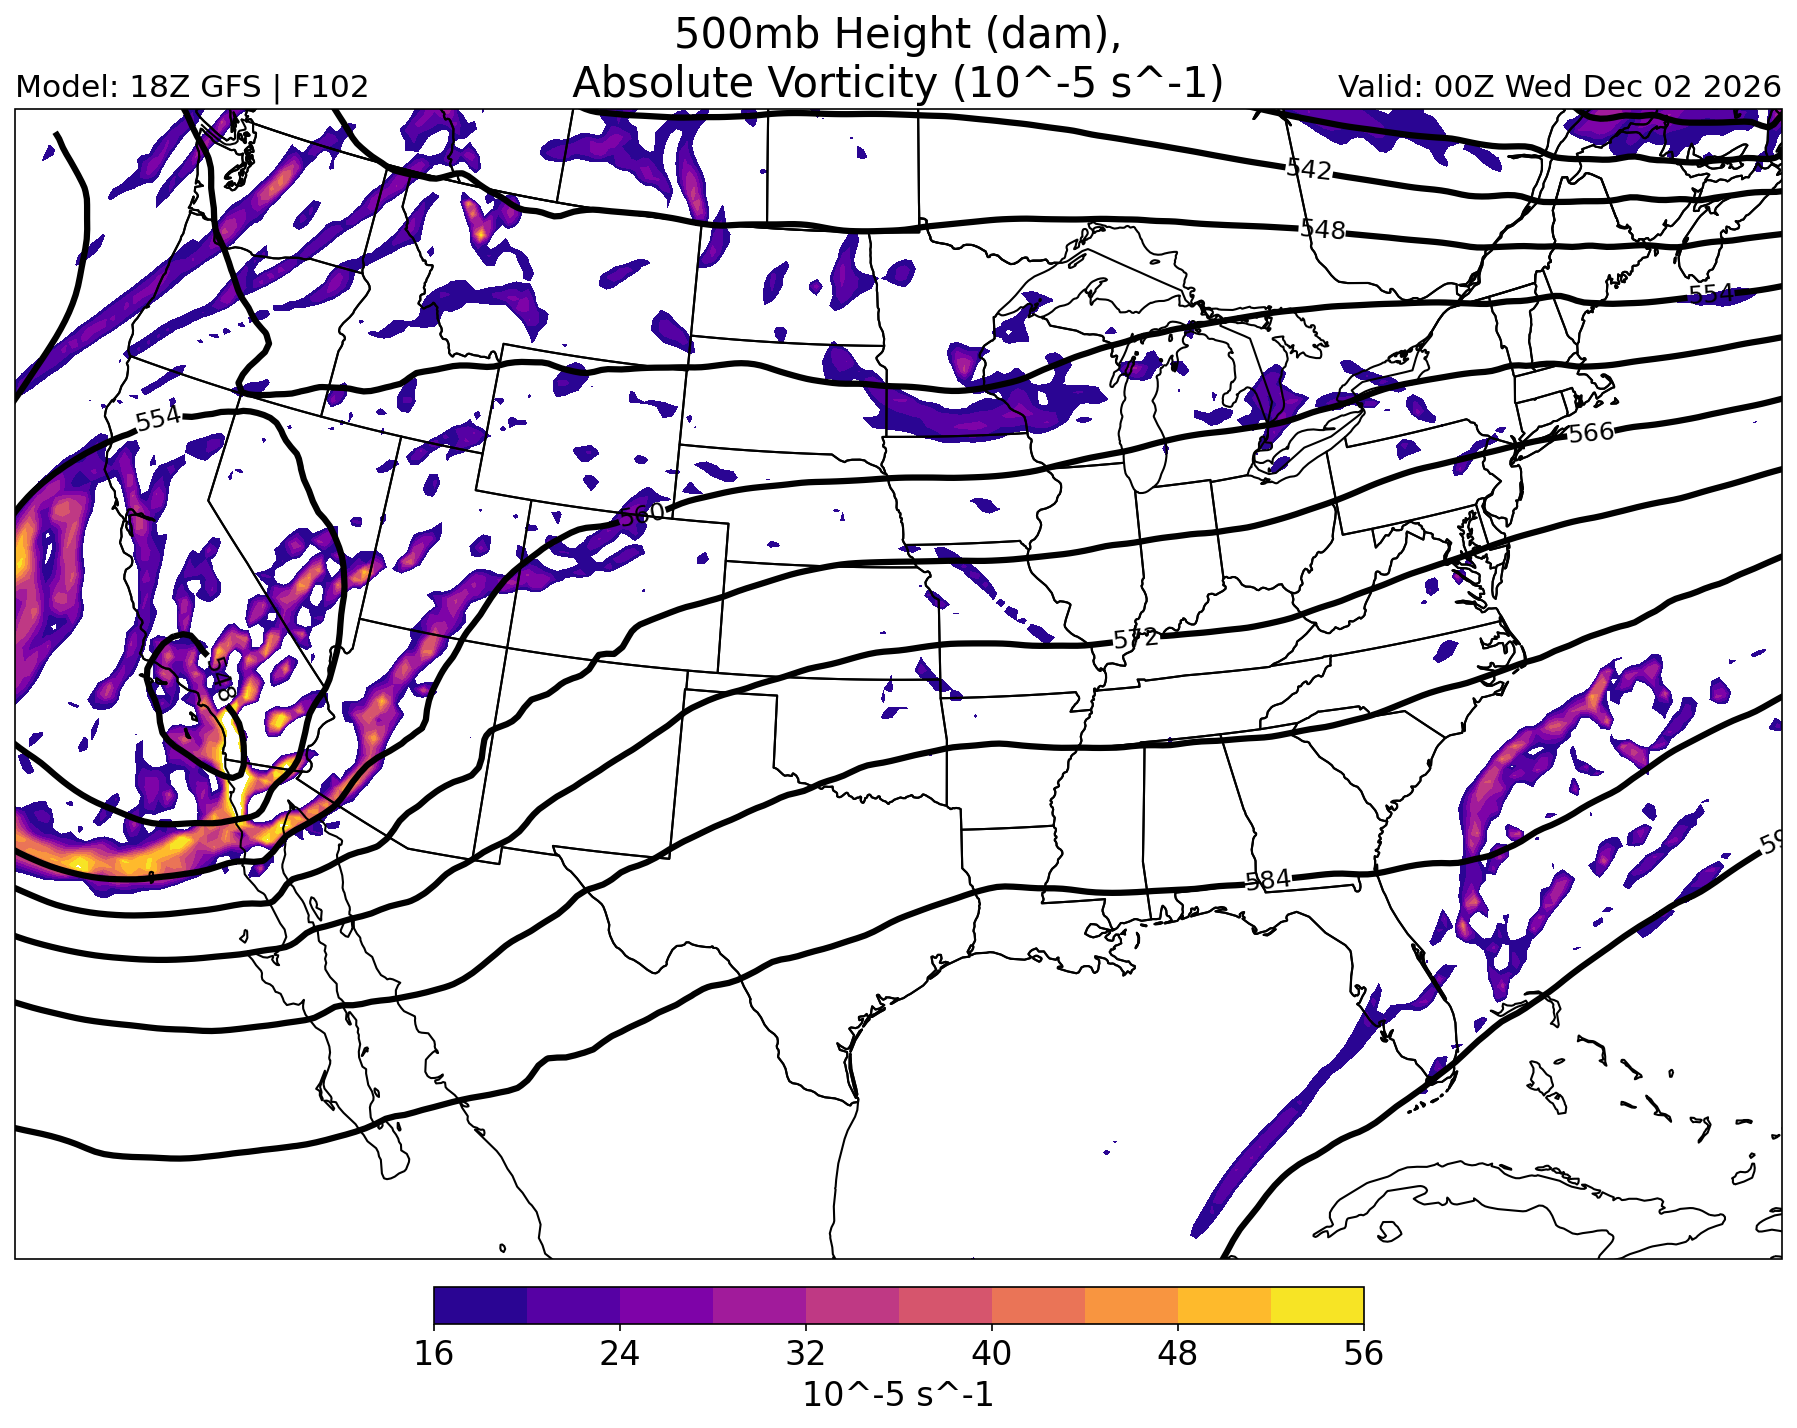 500mb Height (dam),
Absolute Vorticity (10^-5 s^-1)
Model: 18Z GFS | F102
Valid: 00Z Wed Dec 02 2026
542
548
554
554
566
560
572
548
584
16 24 32 40 48 56
10^-5 s^-1